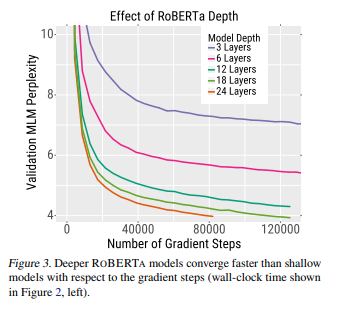 Effect of RoBERTa Depth
10
8
6
4
Validation MLM Perplexity
Model Depth
3 Layers
6 Layers
12 Layers
18 Layers
24 Layers
0 40000 80000 120000
Number of Gradient Steps
Figure 3. Deeper ROBERTA models converge faster than shallow
models with respect to the gradient steps (wall-clock time shown
in Figure 2, left).